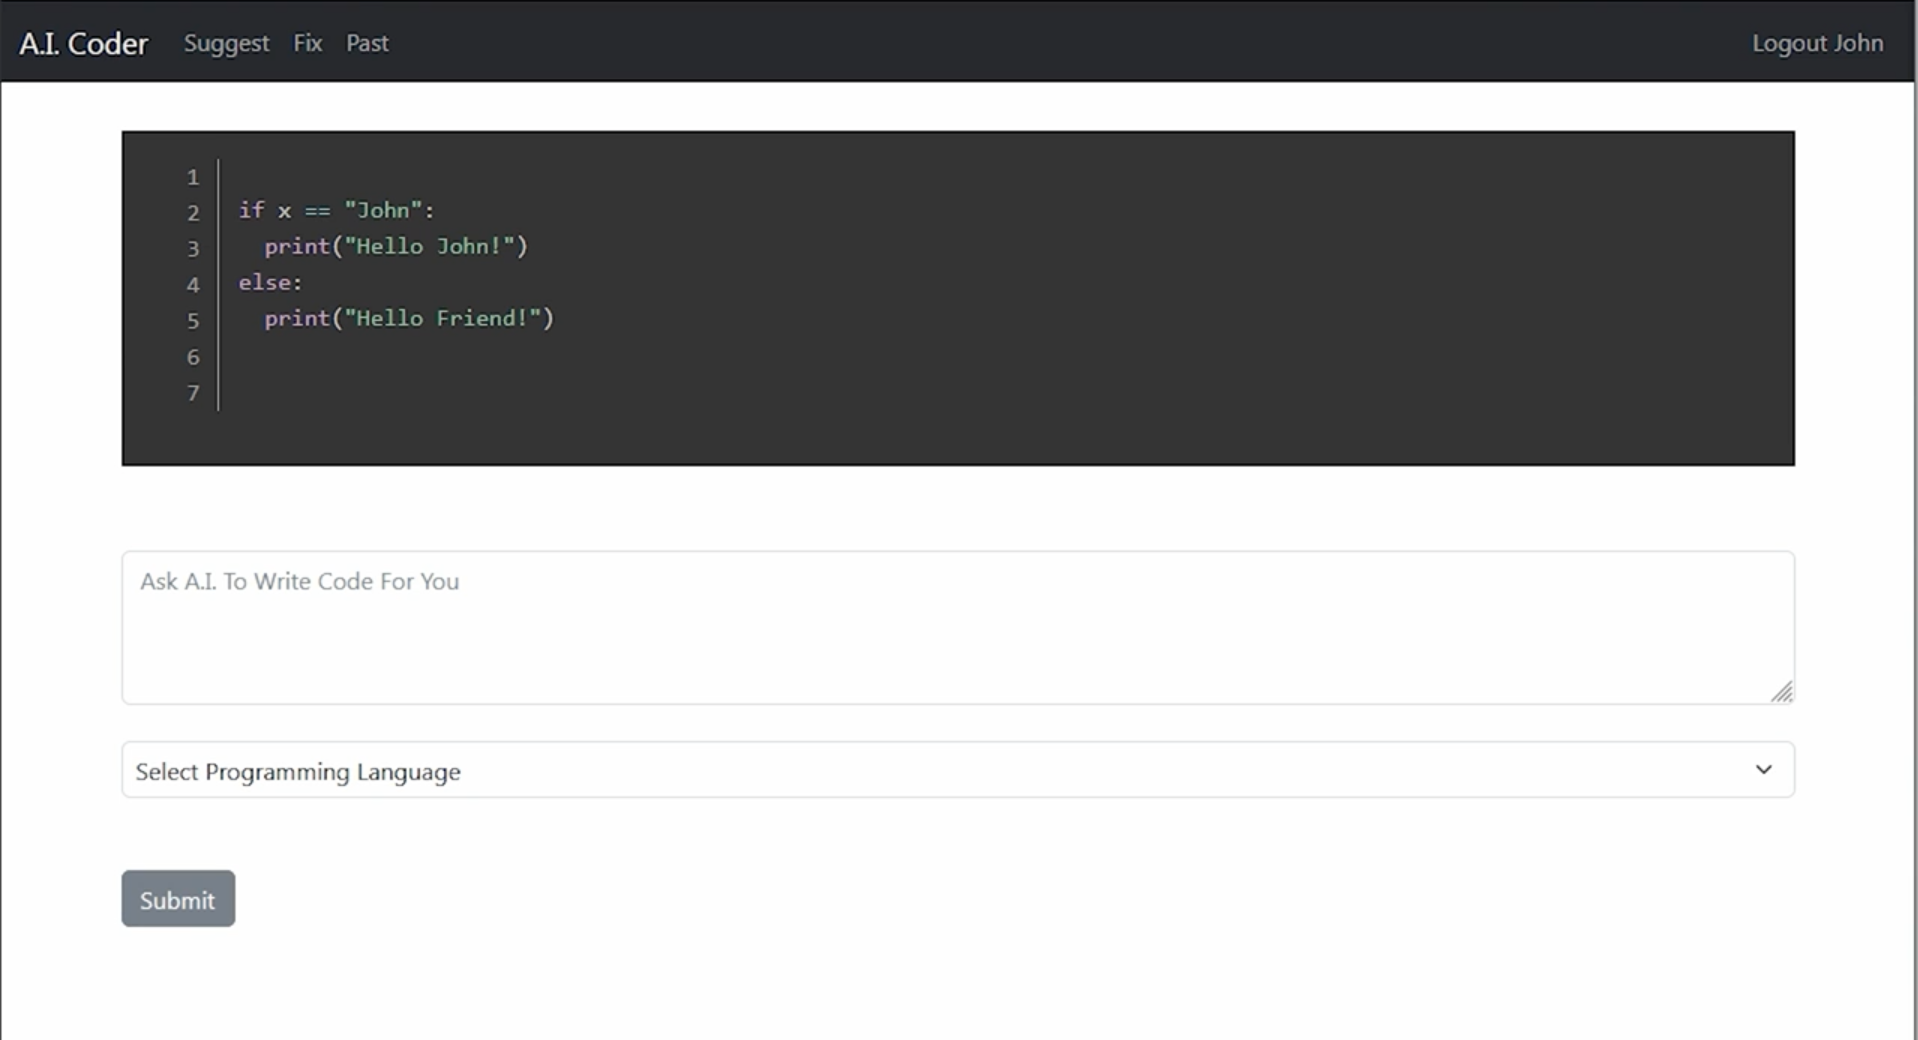 A.I. Coder Suggest Fix Past Logout John
1
2 if x == "John":
3   print("Hello John!")
4 else:
5   print("Hello Friend!")
6
7
Ask A.I. To Write Code For You
Select Programming Language
Submit